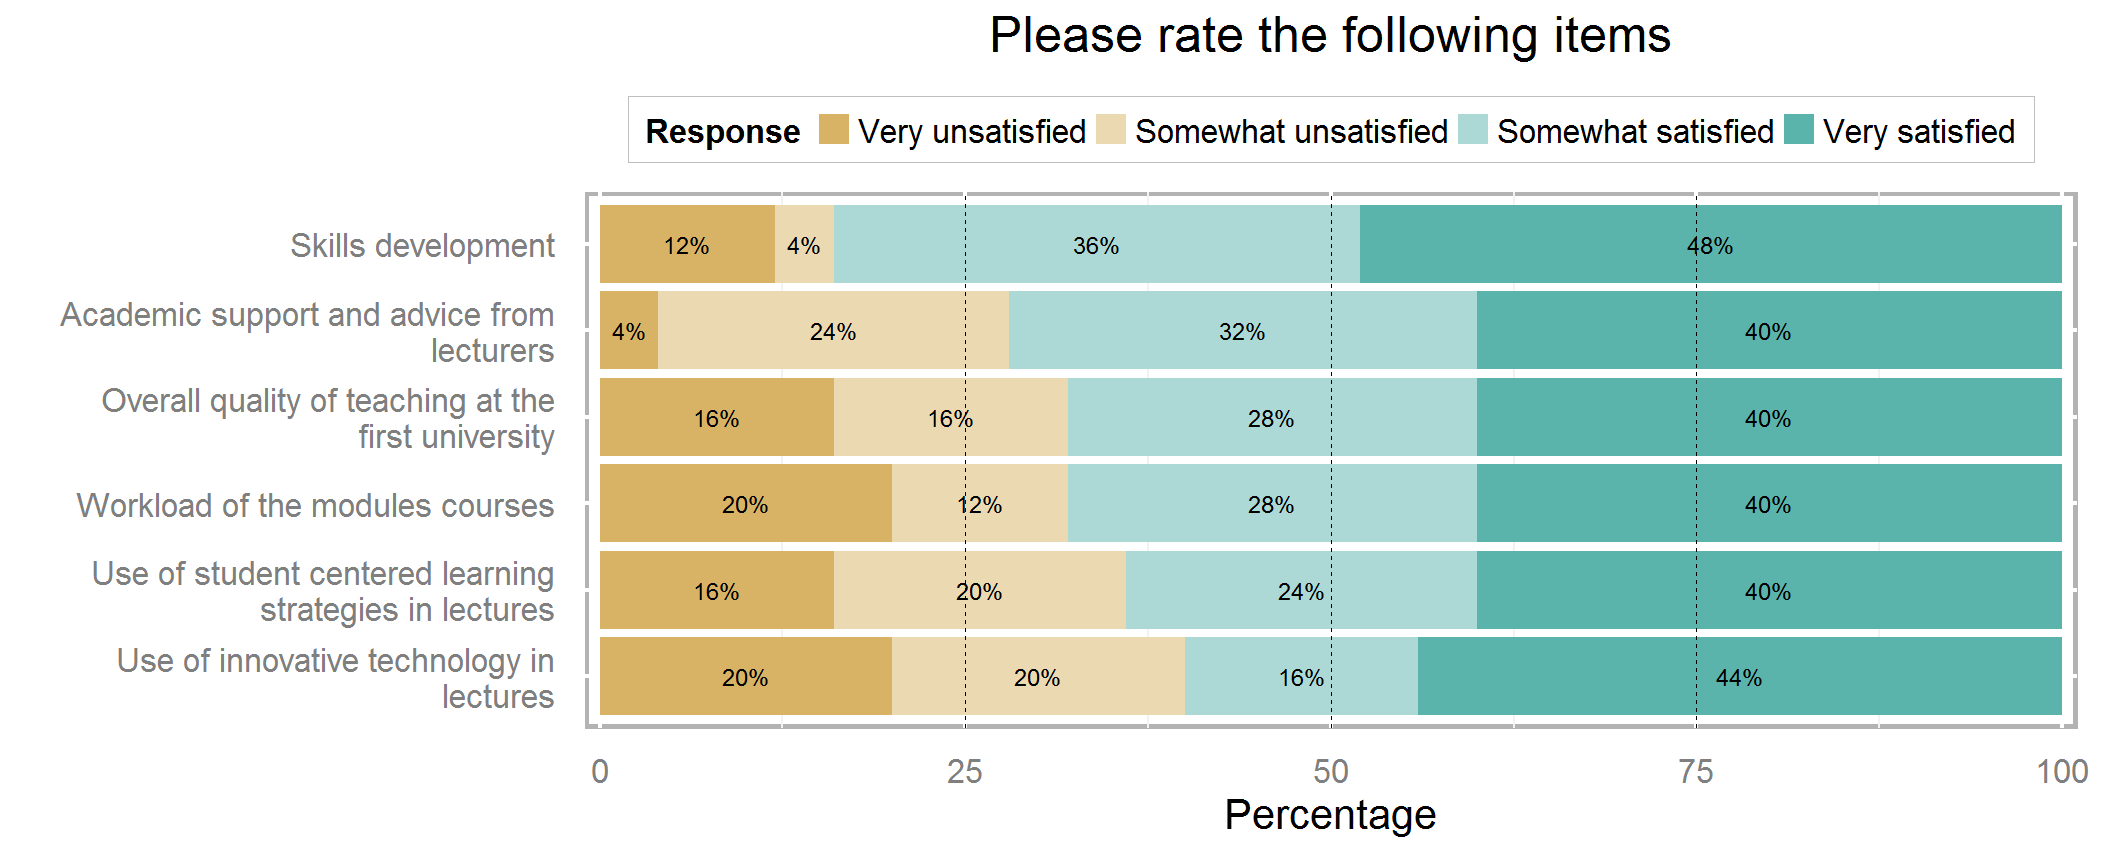 Please rate the following items
Response Very unsatisfied Somewhat unsatisfied Somewhat satisfied Very satisfied
Skills development 12% 4% 36% 48%
Academic support and advice from
lecturers
4% 24% 32% 40%
Overall quality of teaching at the
first university
16% 16% 28% 40%
Workload of the modules courses 20% 12% 28% 40%
Use of student centered learning
strategies in lectures
16% 20% 24% 40%
Use of innovative technology in
lectures
20% 20% 16% 44%
0 25 50 75 100
Percentage